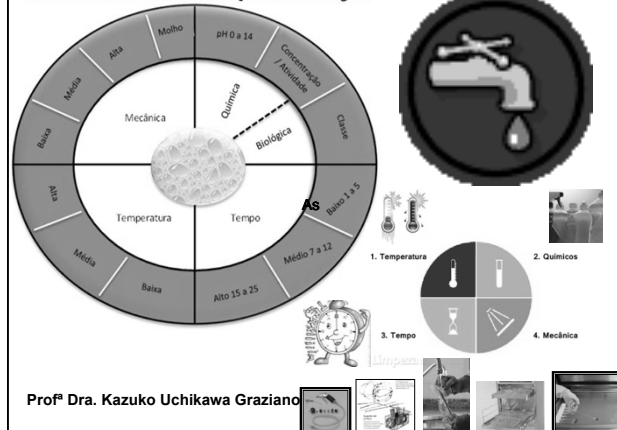 Molho
Alta
Média
Baixa
pH 0 a 14
Concentração
/ Atividade
Classe
Mecânica
Química
Biológica
Temperatura
Tempo
Alta
Média
Baixa
Baixo 1 a 5
Médio 7 a 12
Alto 15 a 25
As
1. Temperatura
2. Químicos
3. Tempo
4. Mecânica
Limpeza
Profª Dra. Kazuko Uchikawa Graziano